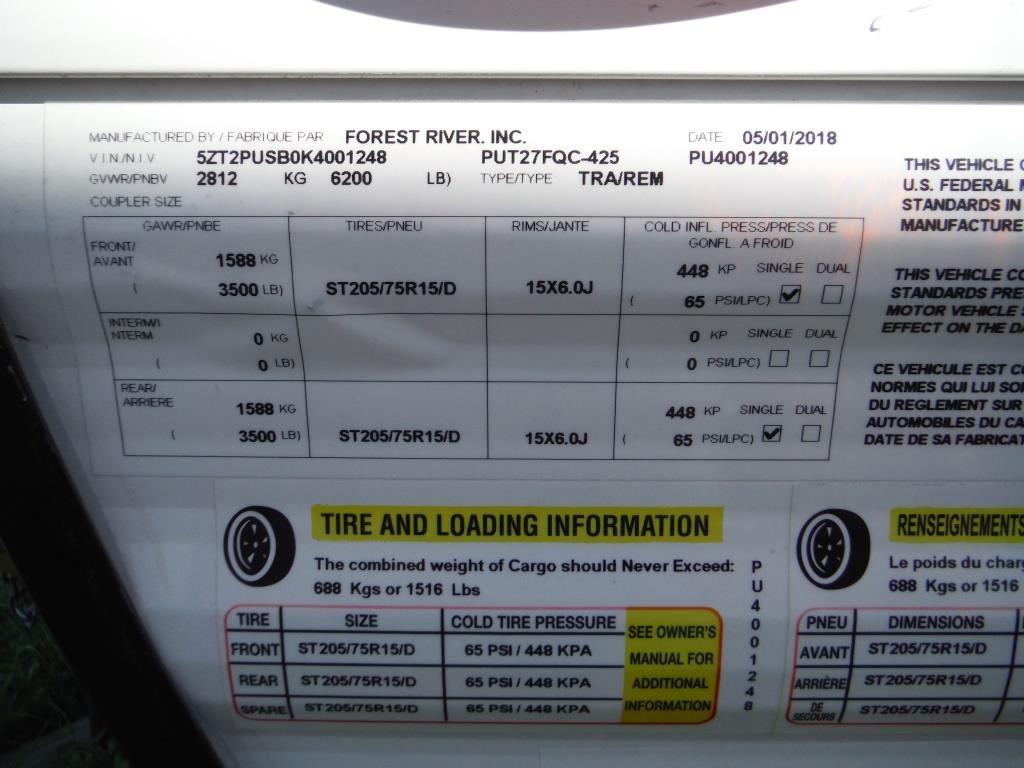 MANUFACTURED BY / FABRIQUE PAR FOREST RIVER. INC. DATE 05/01/2018
V.I.N./N.I.V 5ZT2PUSB0K4001248 PUT27FQC-425 PU4001248
GVWR/PNBV 2812 KG 6200 LB) TYPE/TYPE TRA/REM
COUPLER SIZE
GAWR/PNBE TIRES/PNEU RIMS/JANTE COLD INFL. PRESS/PRESS DE
GONFL. A FROID
FRONT/
AVANT 1588 KG 448 KP SINGLE DUAL
( 3500 LB) ST205/75R15/D 15X6.0J ( 65 PSI/LPC)
INTERM/I
NTERM 0 KG 0 KP SINGLE DUAL
( 0 LB) ( 0 PSI/LPC)
REAR/
ARRIERE 1588 KG 448 KP SINGLE DUAL
( 3500 LB) ST205/75R15/D 15X6.0J ( 65 PSI/LPC)
THIS VEHICLE
U.S. FEDERAL
STANDARDS IN
MANUFACTURE
THIS VEHICLE
STANDARDS
MOTOR VEHICLE
EFFECT ON THE
CE VEHICULE EST
NORMES QUI LUI
DU REGLEMENT SUR
AUTOMOBILES DU
DATE DE SA
TIRE AND LOADING INFORMATION
The combined weight of Cargo should Never Exceed:
688 Kgs or 1516 Lbs
TIRE SIZE COLD TIRE PRESSURE
FRONT ST205/75R15/D 65 PSI / 448 KPA
REAR ST205/75R15/D 65 PSI / 448 KPA
SPARE ST205/75R15/D 65 PSI / 448 KPA
SEE OWNER'S
MANUAL FOR
ADDITIONAL
INFORMATION
PU4001248
RENSEIGNEMENTS
Le poids du
688 Kgs or 1516
PNEU DIMENSIONS
AVANT ST205/75R15/D
ARRIÈRE ST205/75R15/D
DE
SECOURS ST205/75R15/D